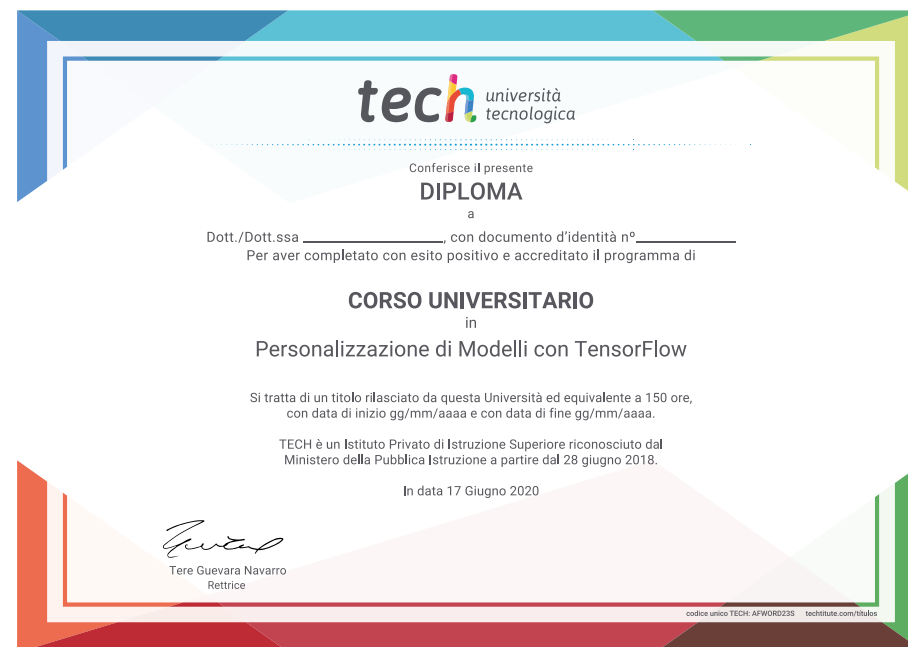 tech università
tecnologica
Conferisce il presente
DIPLOMA
a
Dott./Dott.ssa ____________________, con documento d'identità nº______________
Per aver completato con esito positivo e accreditato il programma di
CORSO UNIVERSITARIO
in
Personalizzazione di Modelli con TensorFlow
Si tratta di un titolo rilasciato da questa Università ed equivalente a 150 ore,
con data di inizio gg/mm/aaaa e con data di fine gg/mm/aaaa.
TECH è un Istituto Privato di Istruzione Superiore riconosciuto dal
Ministero della Pubblica Istruzione a partire dal 28 giugno 2018.
In data 17 Giugno 2020
Tere Guevara Navarro
Rettrice
codice unico TECH: AFWORD23S techtitute.com/titulos